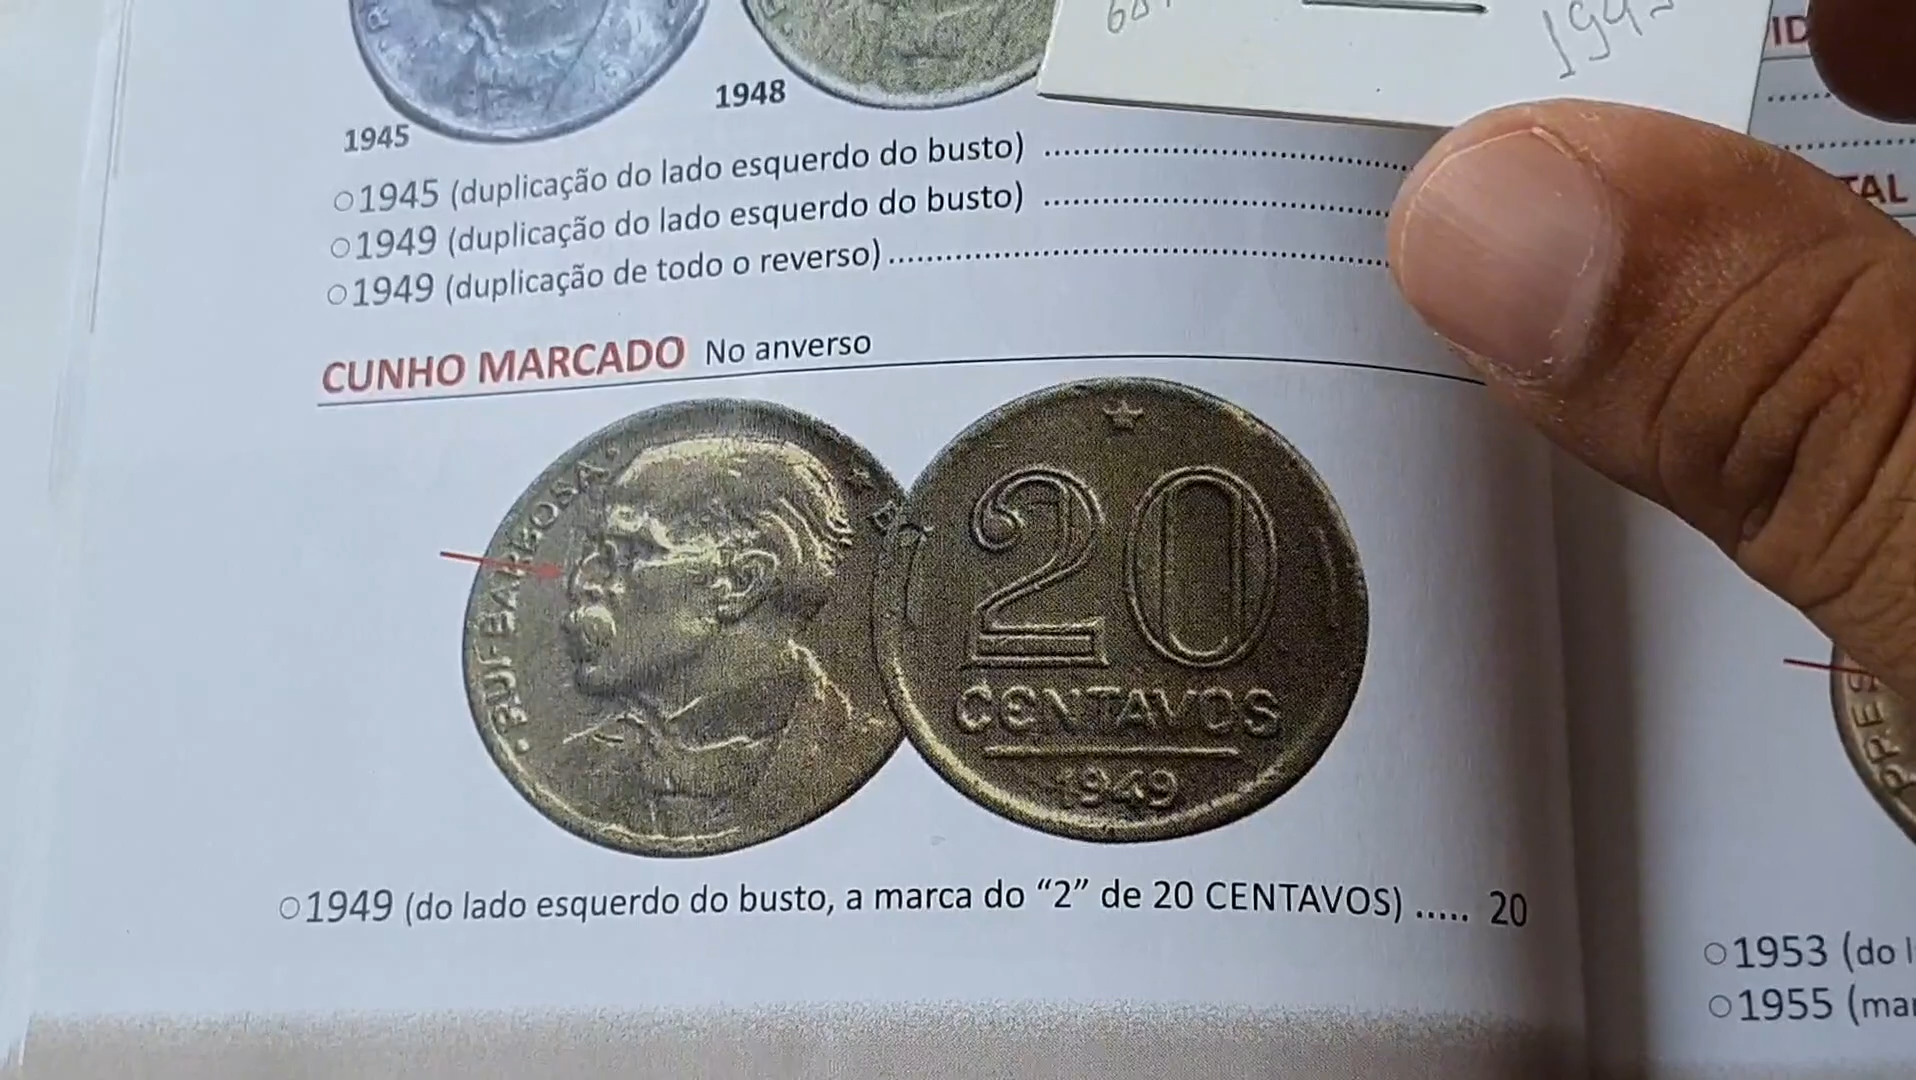 1948
1945
○1945 (duplicação do lado esquerdo do busto)
○1949 (duplicação do lado esquerdo do busto)
○1949 (duplicação de todo o reverso)
CUNHO MARCADO No anverso
RUI BARBOSA
20
CENTAVOS
1949
○1949 (do lado esquerdo do busto, a marca do “2” de 20 CENTAVOS) ..... 20
○1953 (do l
○1955 (mar